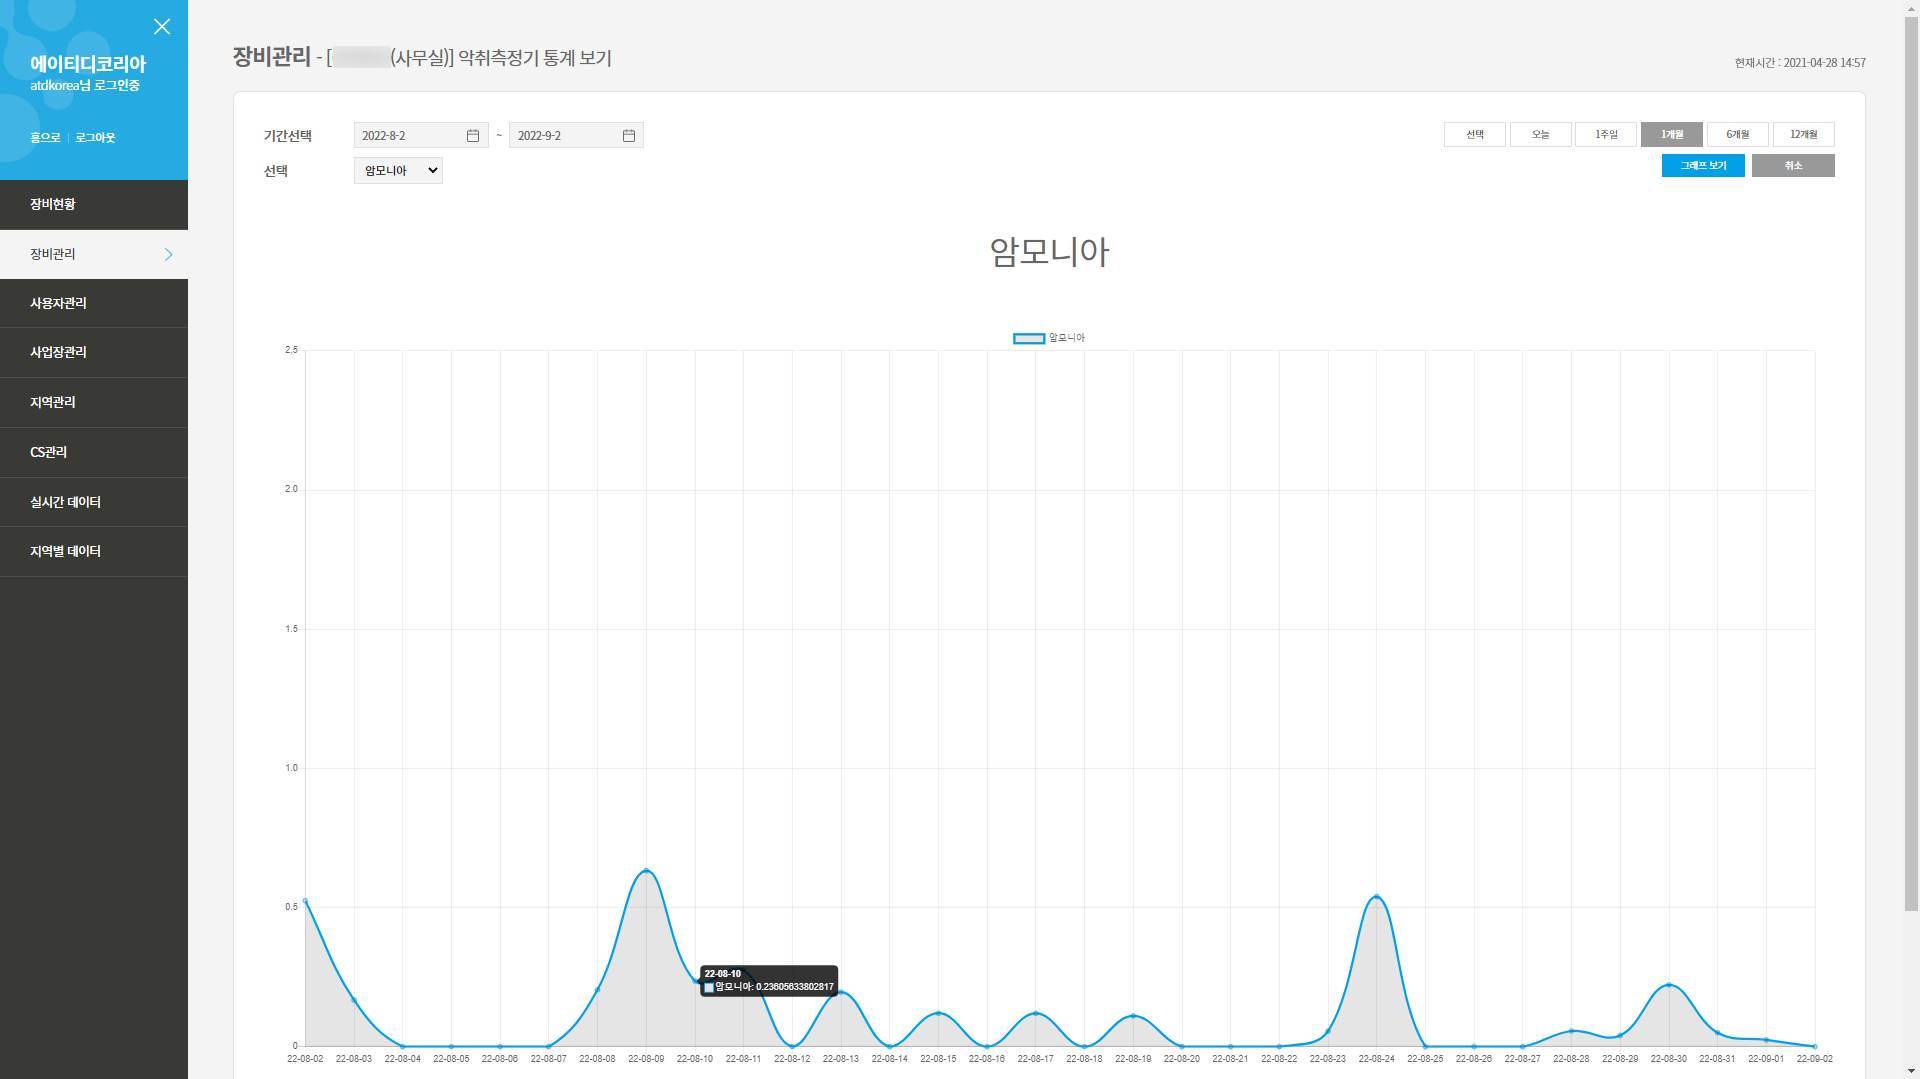 에이티디코리아
atdkorea님 로그인중
홈으로 | 로그아웃
장비현황
장비관리
사용자관리
사업장관리
지역관리
CS관리
실시간 데이터
지역별 데이터
장비관리 - [ (사무실)] 악취측정기 통계 보기
현재시간 : 2021-04-28 14:57
기간선택 2022-8-2 ~ 2022-9-2 선택 오늘 1주일 1개월 6개월 12개월
선택 암모니아 그래프 보기 취소
암모니아
암모니아
2.5
2.0
1.5
1.0
0.5
22-08-10
암모니아: 0.23605633802817
0
22-08-02 22-08-03 22-08-04 22-08-05 22-08-06 22-08-07 22-08-08 22-08-09 22-08-10 22-08-11 22-08-12 22-08-13 22-08-14 22-08-15 22-08-16 22-08-17 22-08-18 22-08-19 22-08-20 22-08-21 22-08-22 22-08-23 22-08-24 22-08-25 22-08-26 22-08-27 22-08-28 22-08-29 22-08-30 22-08-31 22-09-01 22-09-02